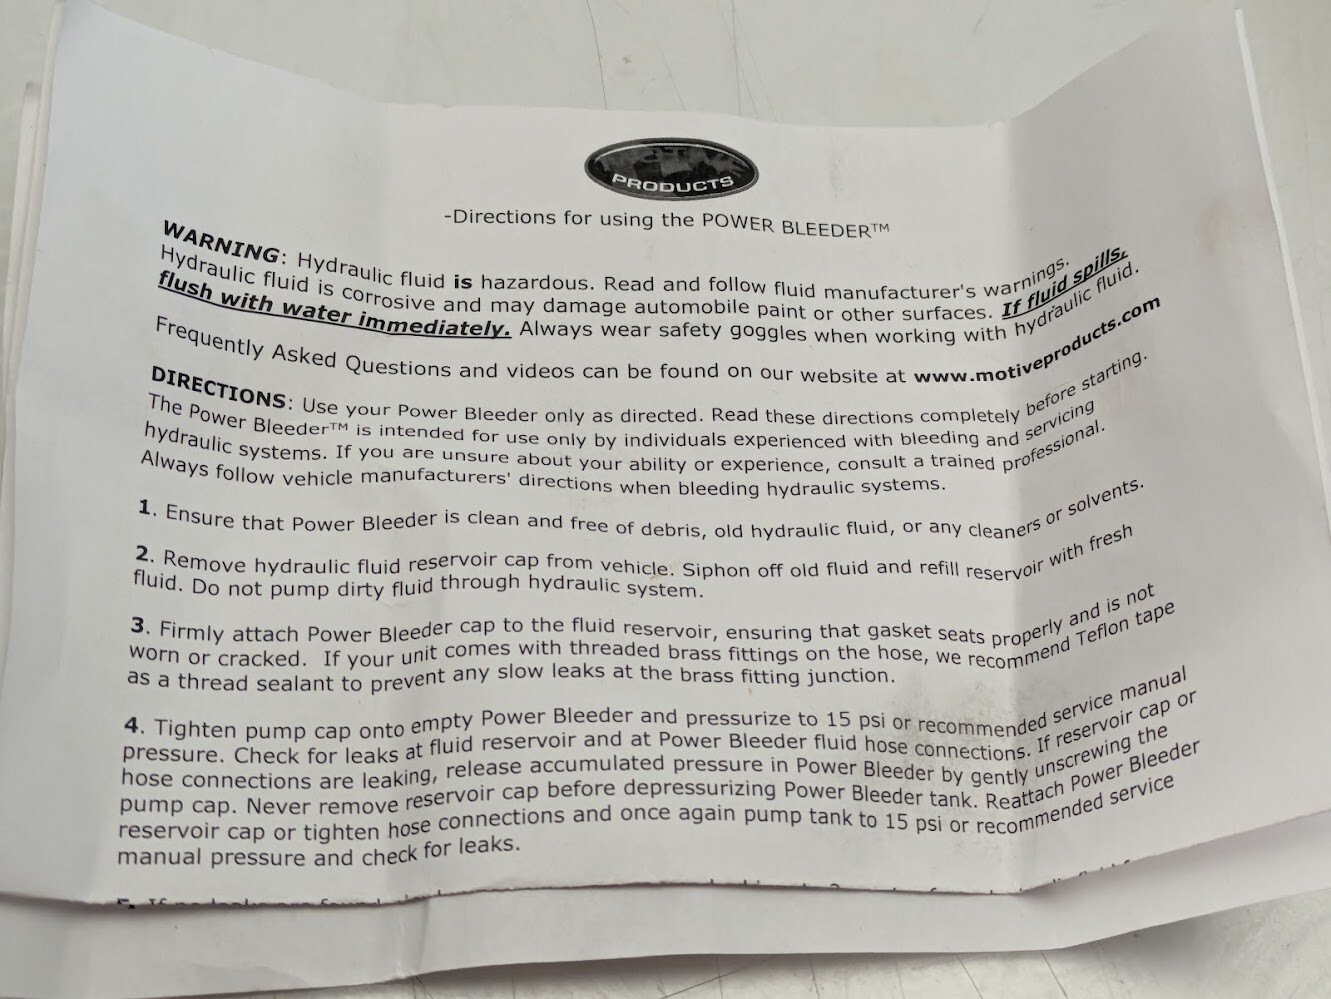 PRODUCTS
-Directions for using the POWER BLEEDER™
WARNING: Hydraulic fluid is hazardous. Read and follow fluid manufacturer's warnings.
Hydraulic fluid is corrosive and may damage automobile paint or other surfaces. If fluid spills,
flush with water immediately. Always wear safety goggles when working with hydraulic fluid.
Frequently Asked Questions and videos can be found on our website at www.motiveproducts.com
DIRECTIONS: Use your Power Bleeder only as directed. Read these directions completely before starting.
The Power Bleeder™ is intended for use only by individuals experienced with bleeding and servicing
hydraulic systems. If you are unsure about your ability or experience, consult a trained professional.
Always follow vehicle manufacturers' directions when bleeding hydraulic systems.
1. Ensure that Power Bleeder is clean and free of debris, old hydraulic fluid, or any cleaners or solvents.
2. Remove hydraulic fluid reservoir cap from vehicle. Siphon off old fluid and refill reservoir with fresh
fluid. Do not pump dirty fluid through hydraulic system.
3. Firmly attach Power Bleeder cap to the fluid reservoir, ensuring that gasket seats properly and is not
worn or cracked. If your unit comes with threaded brass fittings on the hose, we recommend Teflon tape
as a thread sealant to prevent any slow leaks at the brass fitting junction.
4. Tighten pump cap onto empty Power Bleeder and pressurize to 15 psi or recommended service manual
pressure. Check for leaks at fluid reservoir and at Power Bleeder fluid hose connections. If reservoir cap or
hose connections are leaking, release accumulated pressure in Power Bleeder by gently unscrewing the
pump cap. Never remove reservoir cap before depressurizing Power Bleeder tank. Reattach Power Bleeder
reservoir cap or tighten hose connections and once again pump tank to 15 psi or recommended service
manual pressure and check for leaks.